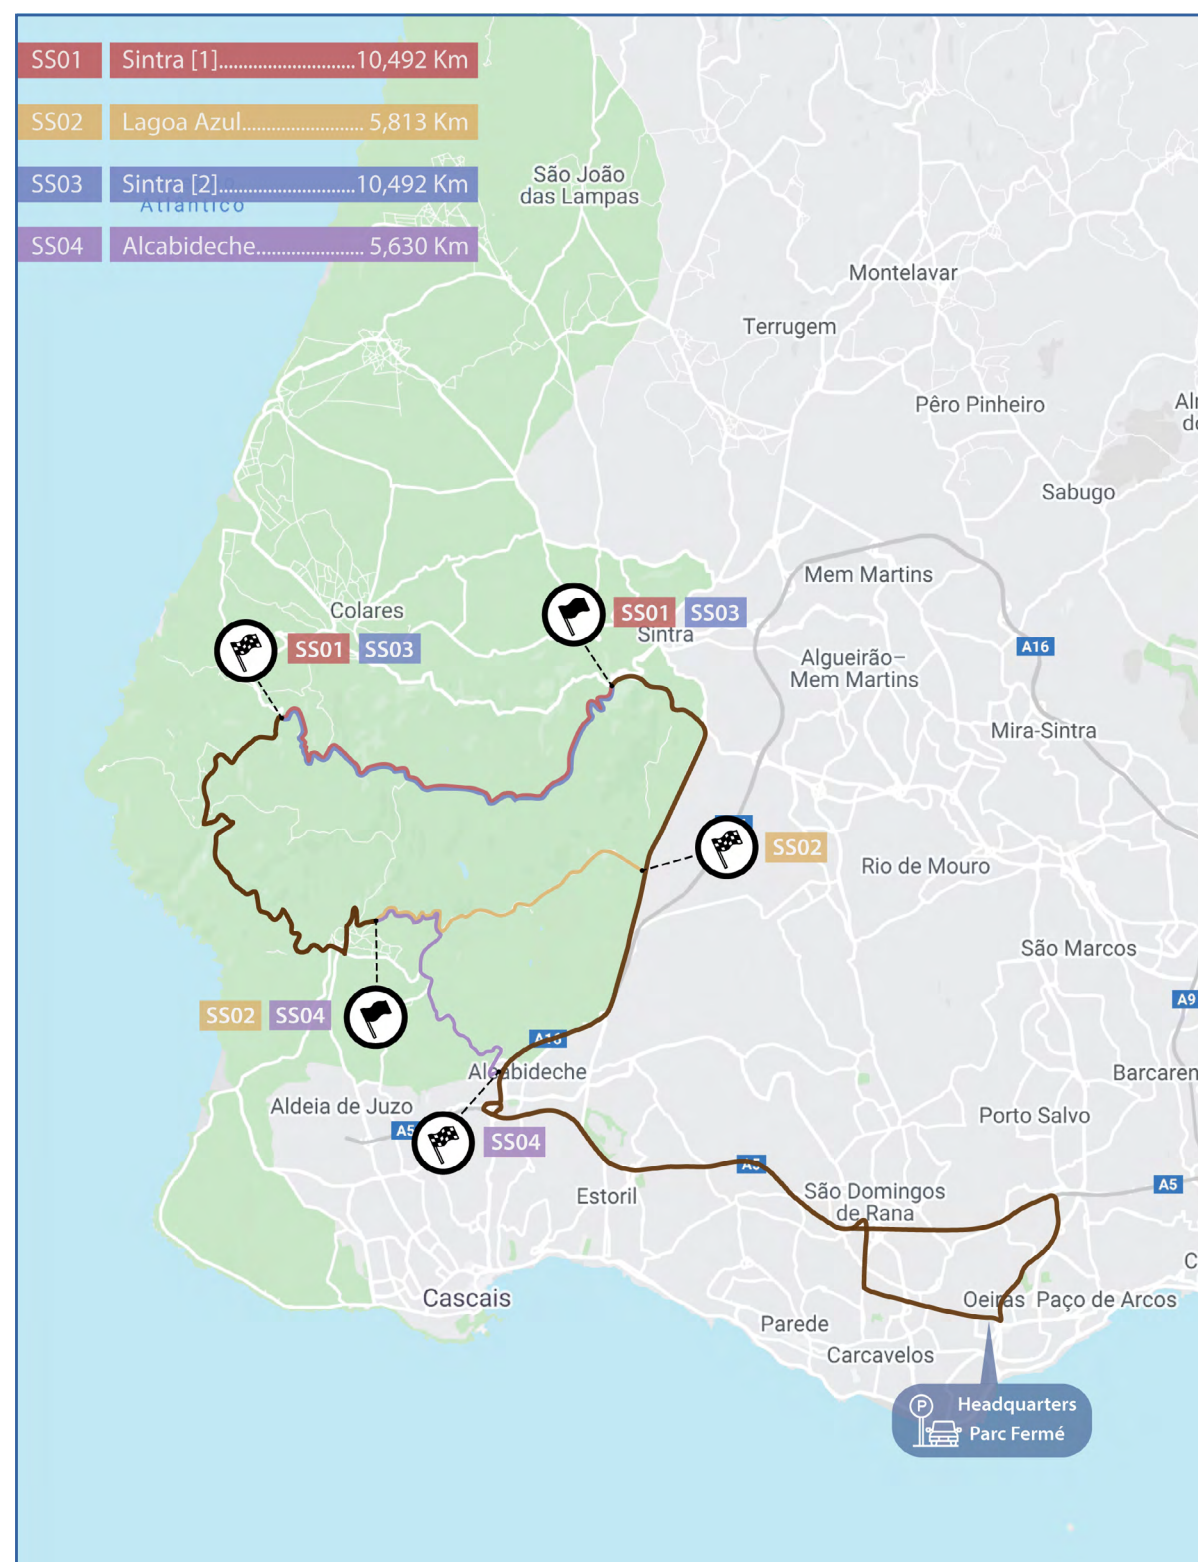 SS01 Sintra [1]............................10,492 Km
SS02 Lagoa Azul......................... 5,813 Km
SS03 Sintra [2]............................10,492 Km
Atlântico
SS04 Alcabideche...................... 5,630 Km
São João
das Lampas
Montelavar
Terrugem
Pêro Pinheiro
Sabugo
Mem Martins
Colares
SS01 SS03
Sintra
SS01 SS03
A16
Algueirão–
Mem Martins
Mira-Sintra
SS02
Rio de Mouro
São Marcos
A9
SS02 SS04
A16
Alcabideche
Barcaren
Aldeia de Juzo
Porto Salvo
A5
SS04
A5
A5
Estoril
São Domingos
de Rana
Cascais
Oeiras
Paço de Arcos
Parede
Carcavelos
P
Headquarters
Parc Fermé